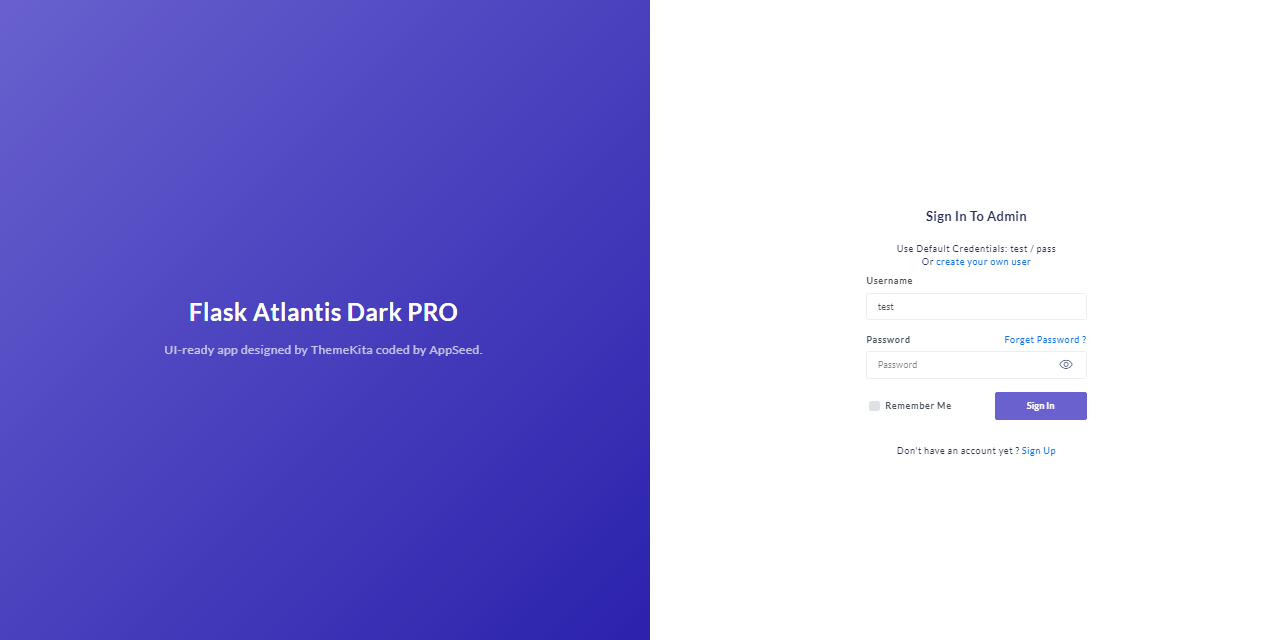 Flask Atlantis Dark PRO
UI-ready app designed by ThemeKita coded by AppSeed.
Sign In To Admin
Use Default Credentials: test / pass
Or create your own user
Username
test
Password Forget Password ?
Password
Remember Me Sign In
Don't have an account yet ? Sign Up